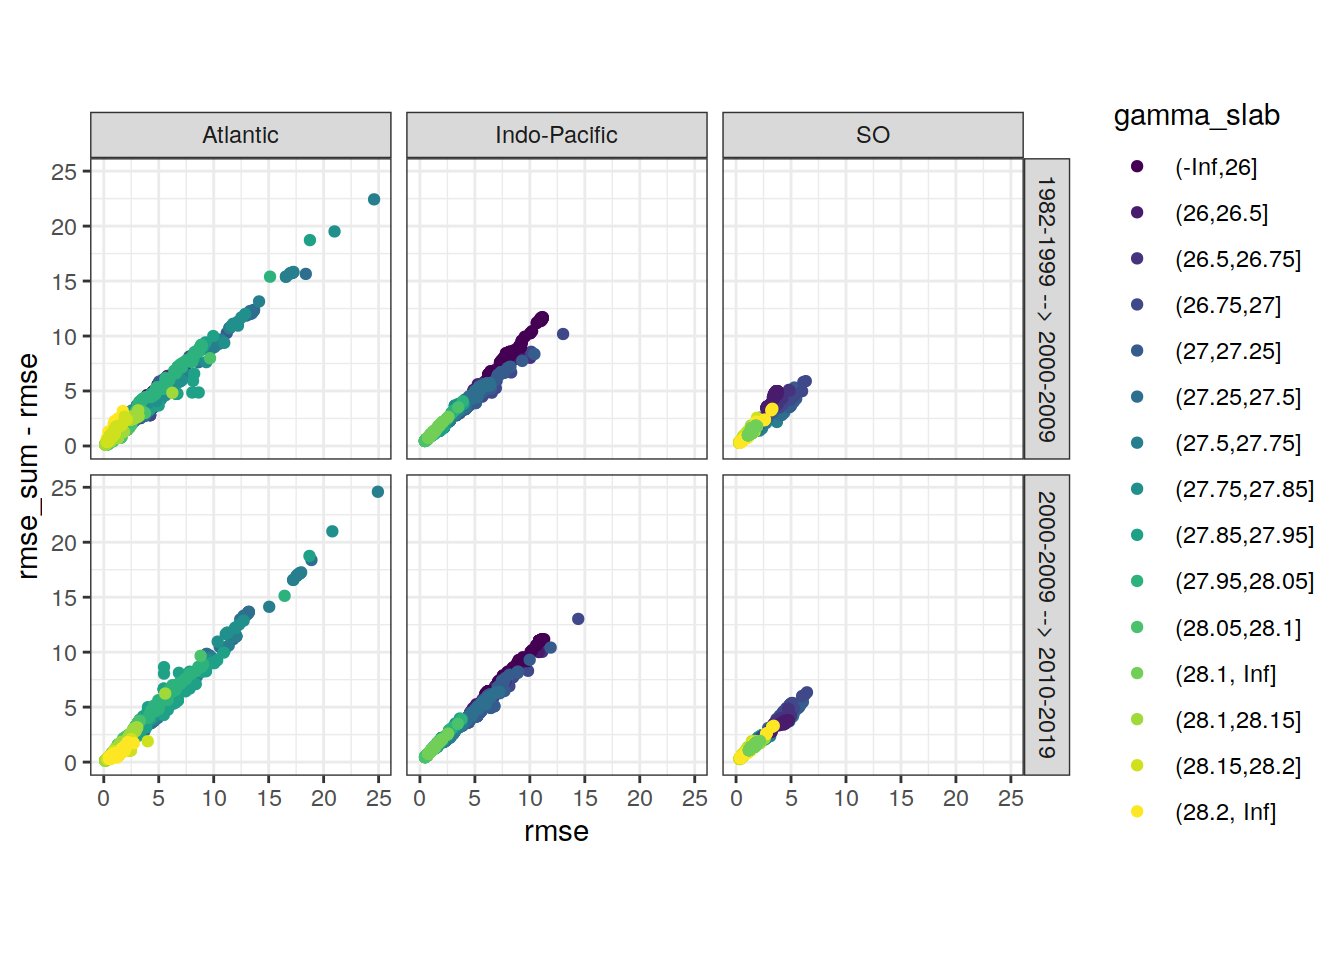 Atlantic
Indo-Pacific
SO
25
20
15
10
5
0
1982-1999 --> 2000-2009
25
20
15
10
5
0
2000-2009 --> 2010-2019
0 5 10 15 20 25
0 5 10 15 20 25
0 5 10 15 20 25
rmse
rmse_sum - rmse
gamma_slab
(-Inf,26]
(26,26.5]
(26.5,26.75]
(26.75,27]
(27,27.25]
(27.25,27.5]
(27.5,27.75]
(27.75,27.85]
(27.85,27.95]
(27.95,28.05]
(28.05,28.1]
(28.1, Inf]
(28.1,28.15]
(28.15,28.2]
(28.2, Inf]